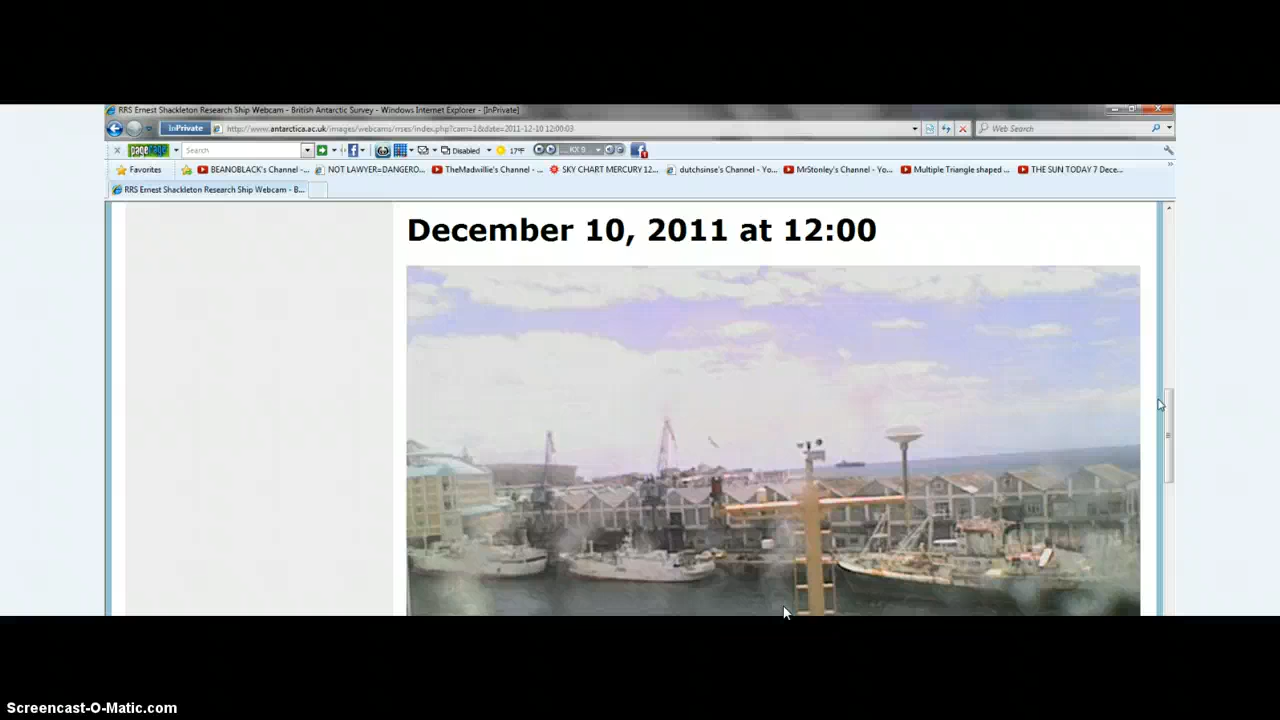 RRS Ernest Shackleton Research Ship Webcam - British Antarctic Survey - Windows Internet Explorer - [InPrivate]
InPrivate http://www.antarctica.ac.uk/images/webcams/rrses/index.php?cam=1&date=2011-12-10 12:00:03 Web Search
pagerage Search Disabled 17°F KX 9
Favorites BEANOBLACK's Channel - ... NOT LAWYER=DANGERO... TheMadwillie's Channel - ... SKY CHART MERCURY 12... dutchsinse's Channel - Yo... MrStonley's Channel - Yo... Multiple Triangle shaped ... THE SUN TODAY 7 Dece...
RRS Ernest Shackleton Research Ship Webcam - B...
December 10, 2011 at 12:00
Screencast-O-Matic.com